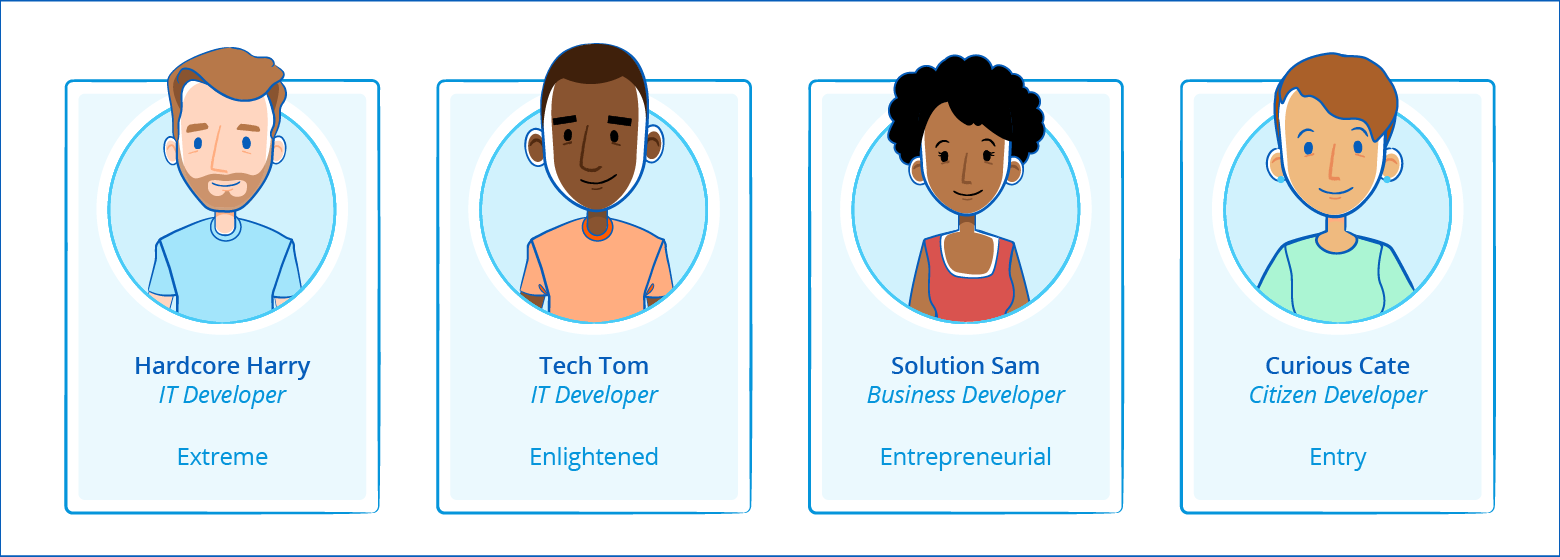 Hardcore Harry
IT Developer
Extreme
Tech Tom
IT Developer
Enlightened
Solution Sam
Business Developer
Entrepreneurial
Curious Cate
Citizen Developer
Entry